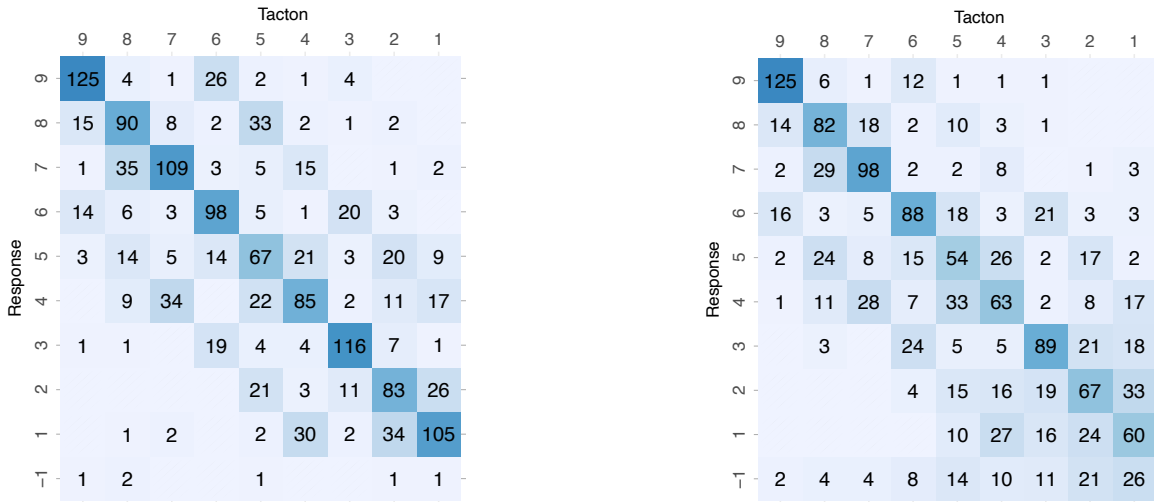 Tacton
9 8 7 6 5 4 3 2 1
Response
9 125 4 1 26 2 1 4
8 15 90 8 2 33 2 1 2
7 1 35 109 3 5 15 1 2
6 14 6 3 98 5 1 20 3
5 3 14 5 14 67 21 3 20 9
4 9 34 22 85 2 11 17
3 1 1 19 4 4 116 7 1
2 21 3 11 83 26
1 1 2 2 30 2 34 105
−1 1 2 1 1 1
Tacton
9 8 7 6 5 4 3 2 1
Response
9 125 6 1 12 1 1 1
8 14 82 18 2 10 3 1
7 2 29 98 2 2 8 1 3
6 16 3 5 88 18 3 21 3 3
5 2 24 8 15 54 26 2 17 2
4 1 11 28 7 33 63 2 8 17
3 3 24 5 5 89 21 18
2 4 15 16 19 67 33
1 10 27 16 24 60
−1 2 4 4 8 14 10 11 21 26